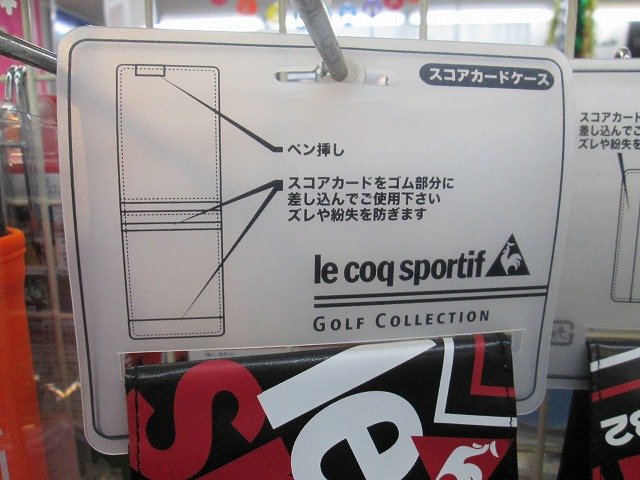 スコアカードケース
ペン挿し
スコアカードをゴム部分に
差し込んでご使用下さい
ズレや紛失を防ぎます
le coq sportif
GOLF COLLECTION
スコアカー
差し込んでご
ズレや紛失を
le
S
82